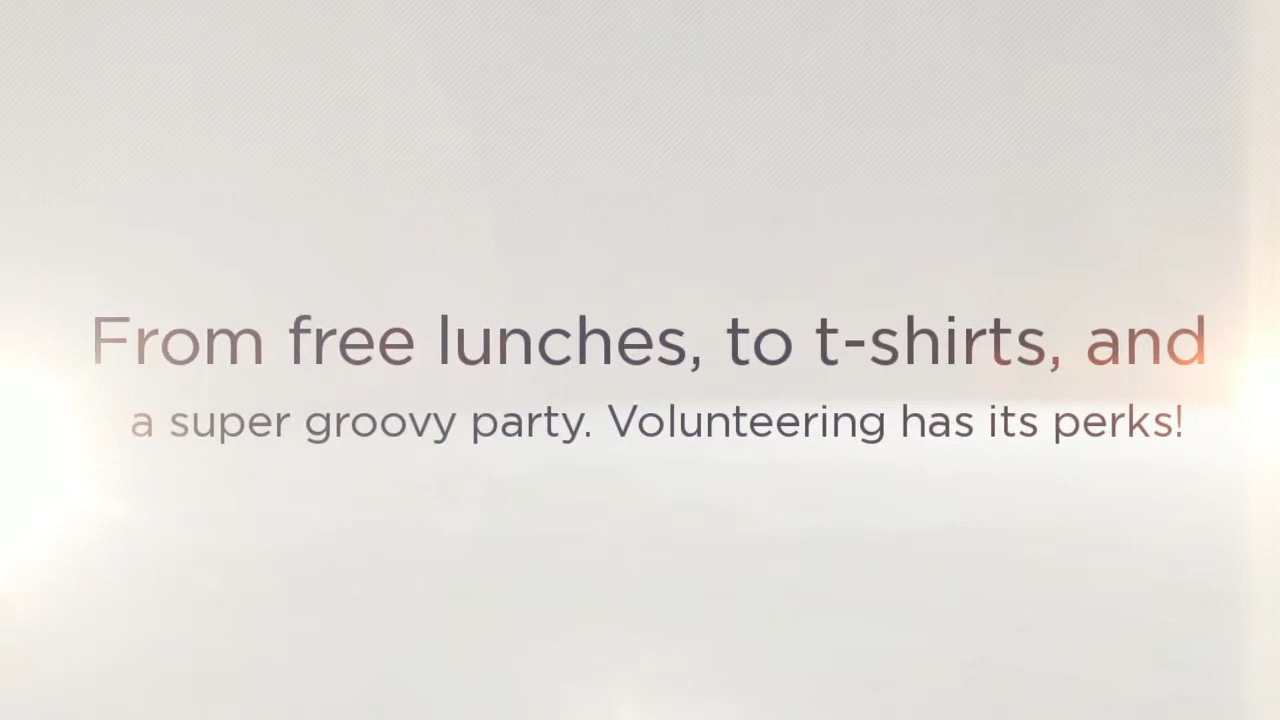 From free lunches, to t-shirts, and
a super groovy party. Volunteering has its perks!